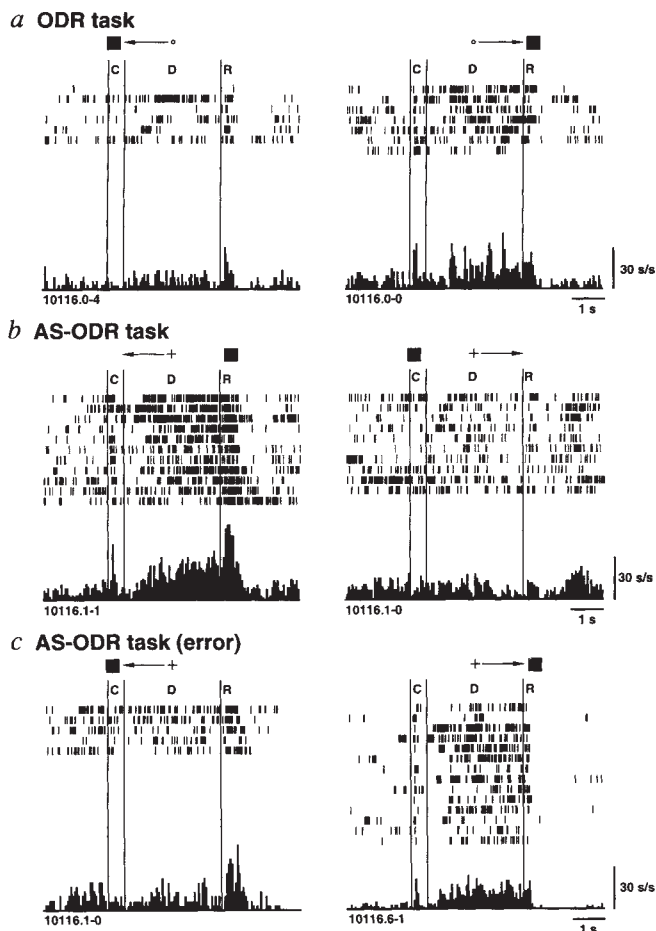 a ODR task
C D R
C D R
30 s/s
10116.0-4
10116.0-0
1 s
b AS-ODR task
C D R
C D R
30 s/s
10116.1-1
10116.1-0
1 s
c AS-ODR task (error)
C D R
C D R
30 s/s
10116.1-0
10116.6-1
1 s